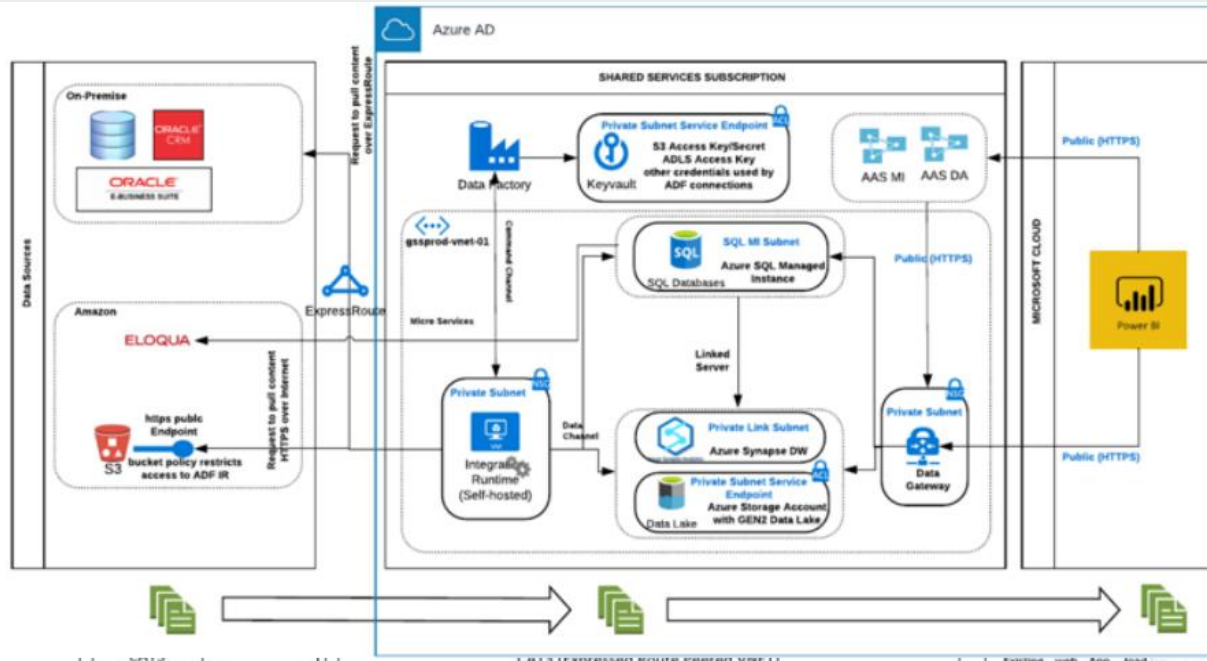 Azure AD
SHARED SERVICES SUBSCRIPTION
Data Sources
On-Premise
ORACLE
CRM
ORACLE
E-BUSINESS SUITE
Request to pull content
over ExpressRoute
Data Factory
Private Subnet Service Endpoint
ACL
Keyvault
S3 Access Key/Secret
ADLS Access Key
other credentials used by
ADF connections
AAS MI
AAS DA
Public (HTTPS)
MICROSOFT CLOUD
Power BI
gssprod-vnet-01
Command Channel
SQL
SQL Databases
SQL MI Subnet
Azure SQL Managed
Instance
Public (HTTPS)
ExpressRoute
Micro Services
Amazon
ELOQUA
Request to pull content
HTTPS over Internet
https public
Endpoint
S3
bucket policy restricts
access to ADF IR
Linked
Server
Private Subnet
NSG
Integration
Runtime
(Self-hosted)
Data
Channel
Private Link Subnet
Azure Synapse DW
Private Subnet Service
Endpoint
ACL
Data Lake
Azure Storage Account
with GEN2 Data Lake
Private Subnet
NSG
Data
Gateway
Public (HTTPS)